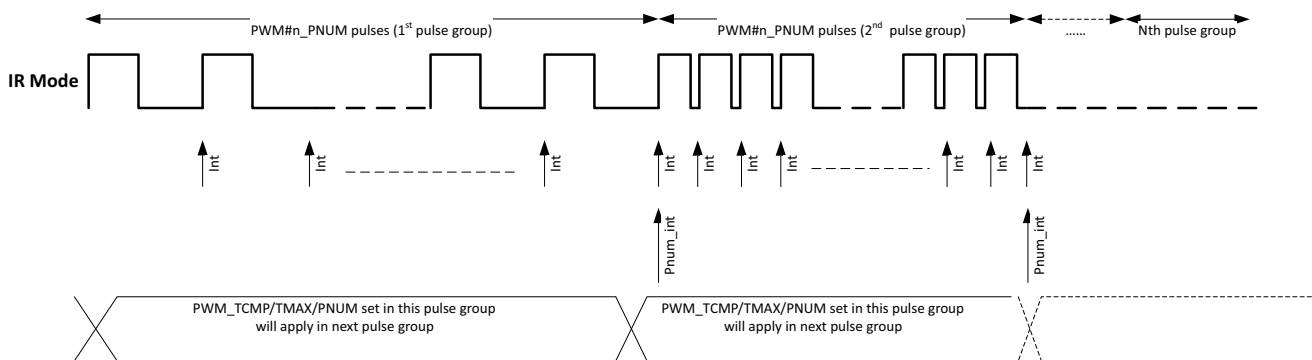 PWM#n_PNUM pulses (1st pulse group)
PWM#n_PNUM pulses (2nd pulse group)
......
Nth pulse group
IR Mode
Int
Int
Int
Int
Int
Int
Int
Int
Int
Int
Pnum_int
Pnum_int
PWM_TCMP/TMAX/PNUM set in this pulse group
will apply in next pulse group
PWM_TCMP/TMAX/PNUM set in this pulse group
will apply in next pulse group